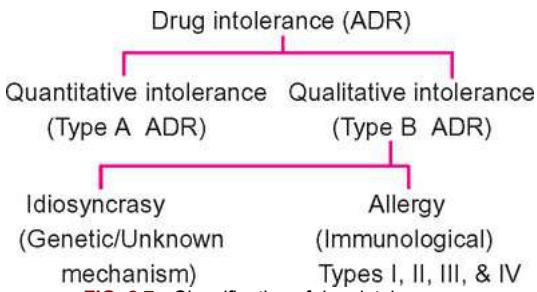 Drug intolerance (ADR)
Quantitative intolerance
(Type A ADR)
Qualitative intolerance
(Type B ADR)
Idiosyncrasy
(Genetic/Unknown
mechanism)
Allergy
(Immunological)
Types I, II, III, & IV